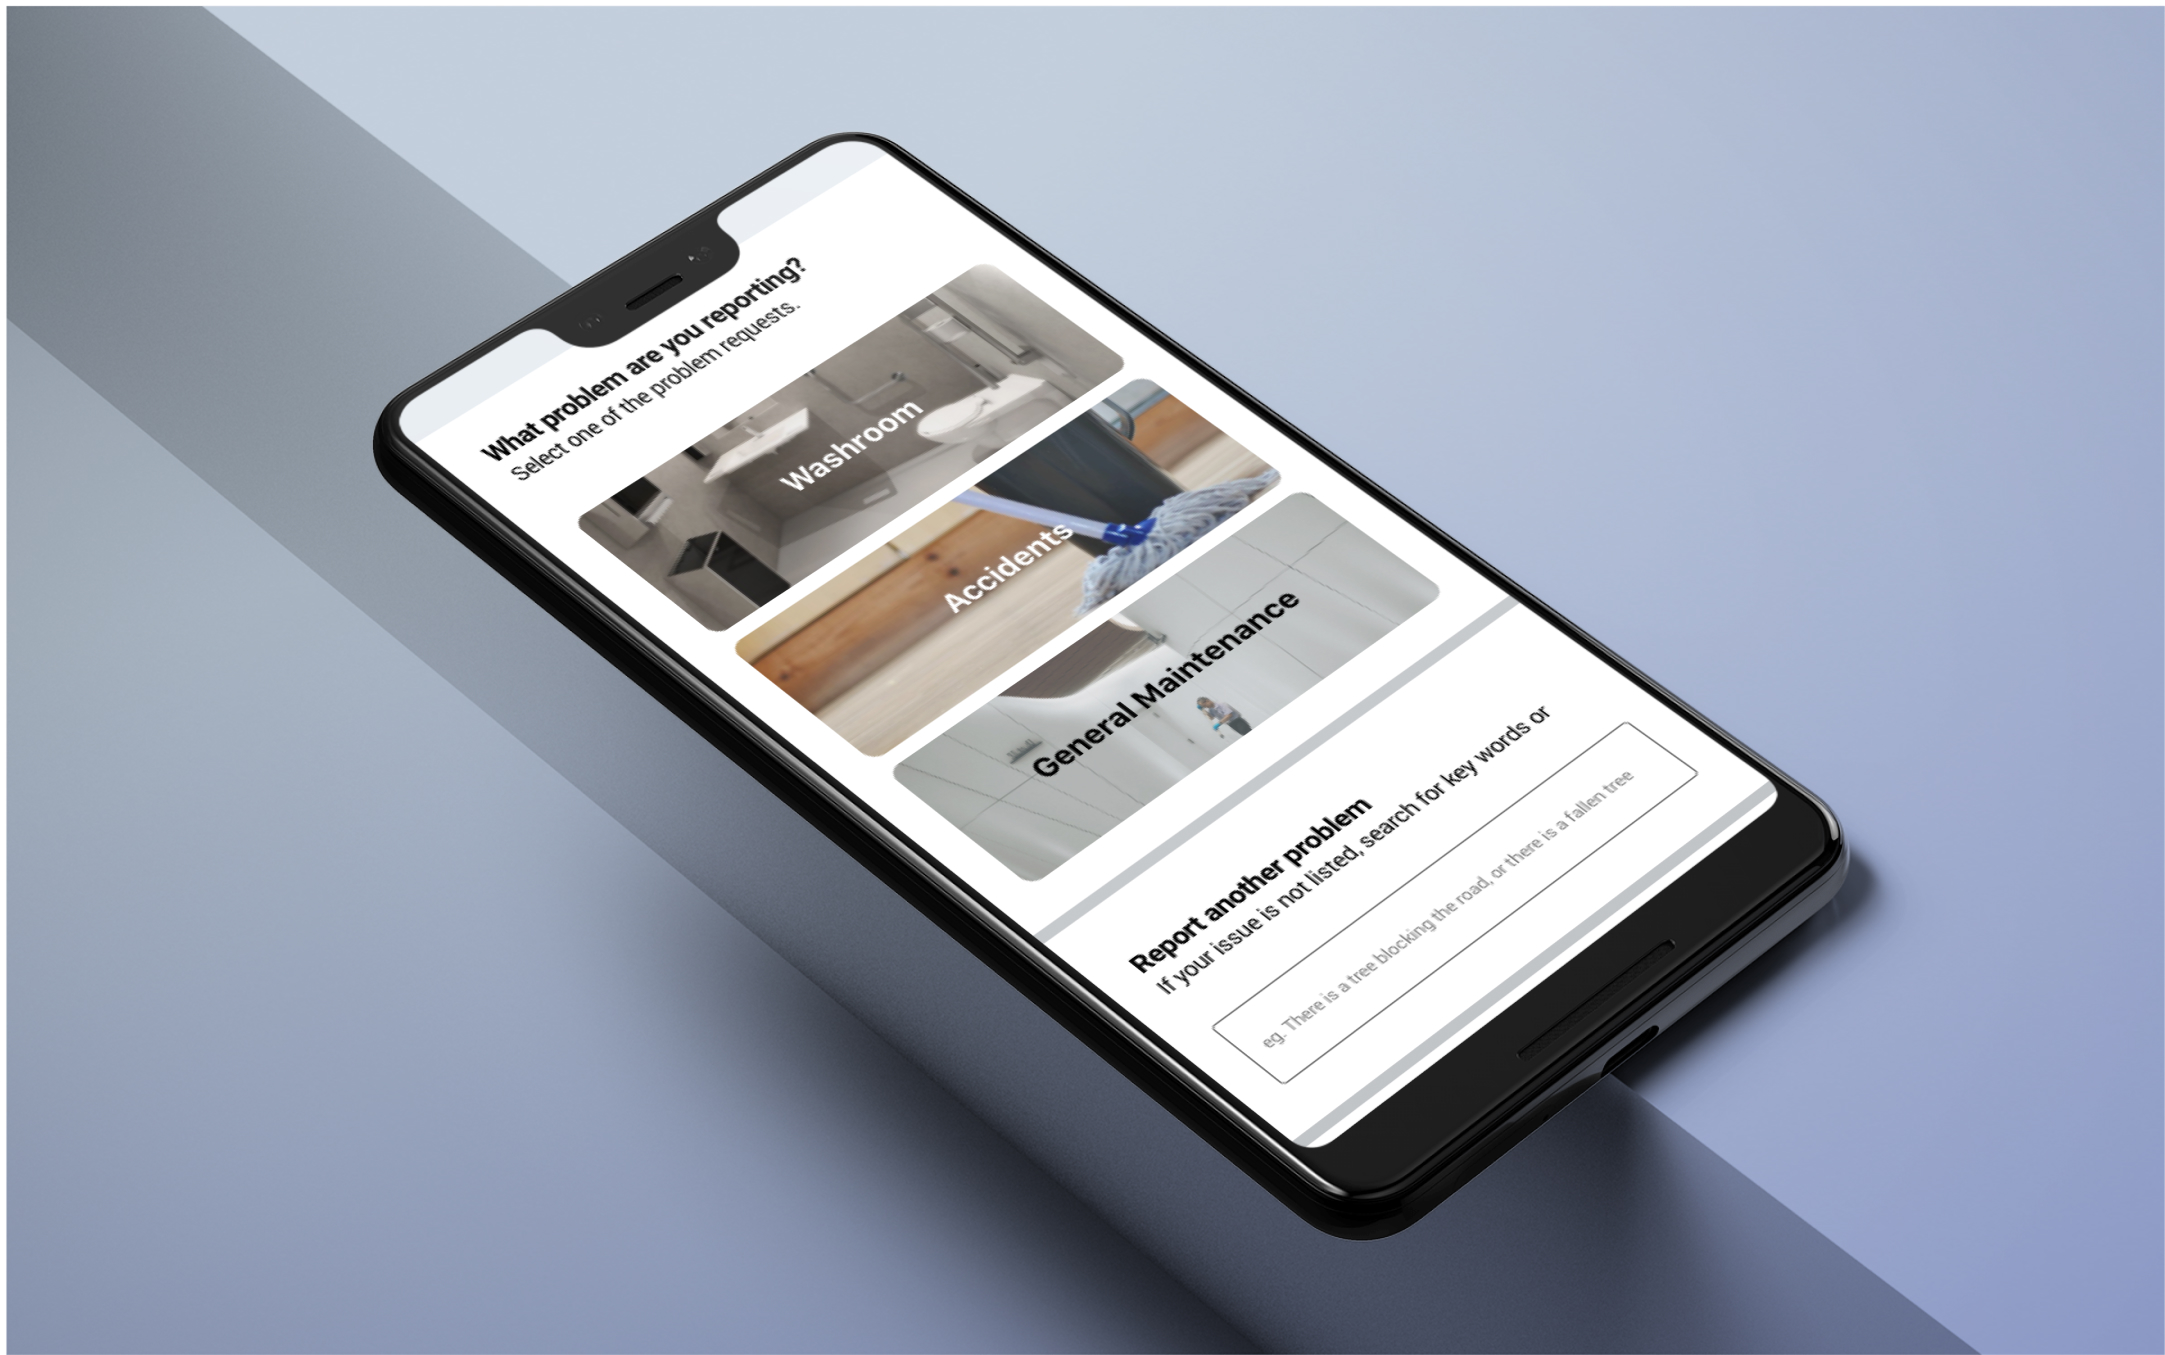 What problem are you reporting?
Select one of the problem requests.
Washroom
Accidents
General Maintenance
Report another problem
If your issue is not listed, search for key words or
eg. There is a tree blocking the road, or there is a fallen tree